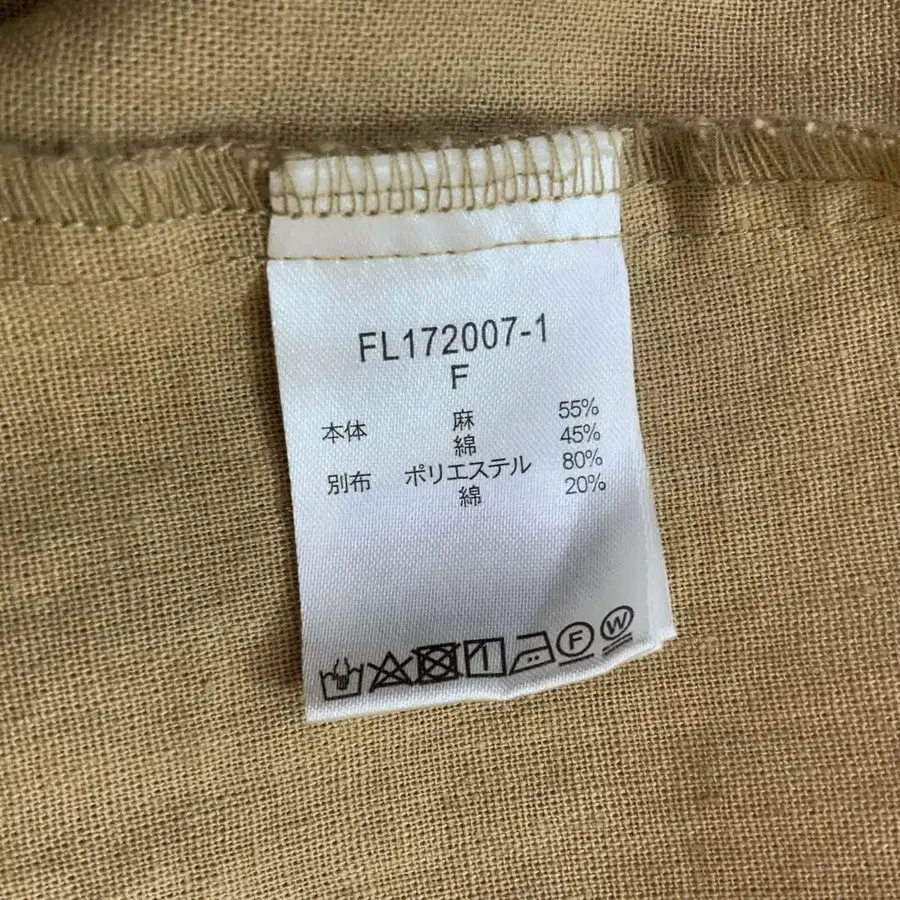 FL172007-1
F
本体 麻 55%
綿 45%
別布 ポリエステル 80%
綿 20%
F W